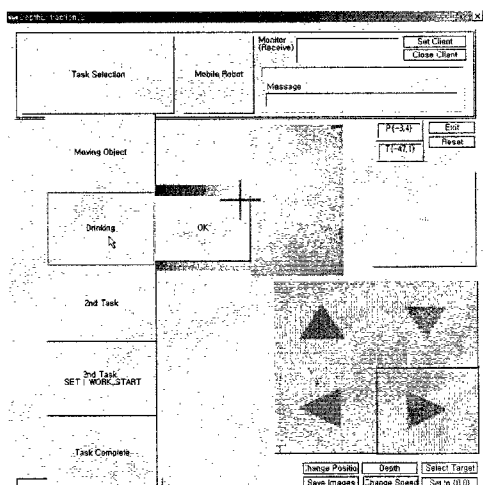 Monitor
(Receive)
Set Client
Close Client
Task Selection
Mobile Robot
Message
P(-3,4)
Exit
T(-47,1)
Reset
Moving Object
Drinking
OK
2nd Task
2nd Task
SET | WORK_START
Task Complete
Change Positio
Depth
Select Target
Save Images
Change Speed
Set to (0,0)